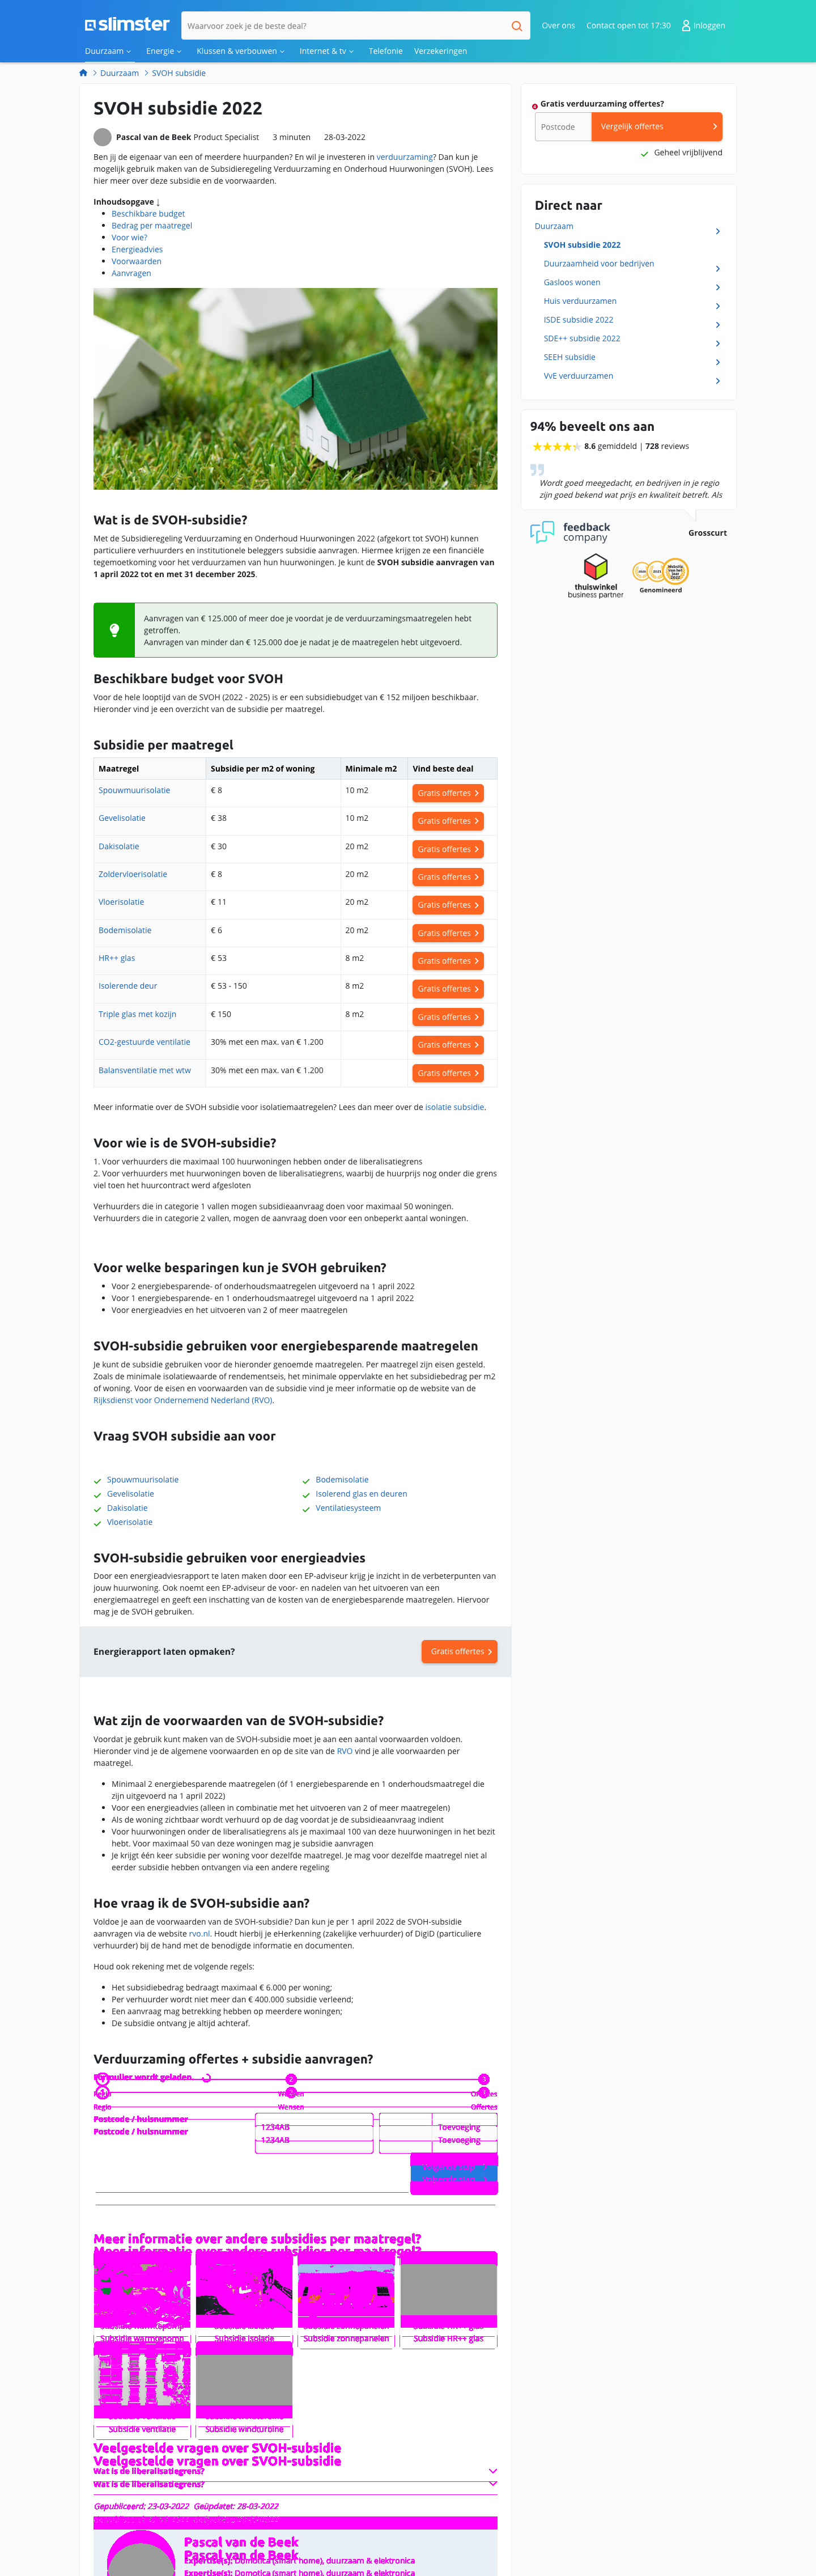 slimster
Waarvoor zoek je de beste deal?
Over ons
Contact open tot 17:30
Inloggen
Duurzaam
Energie
Klussen & verbouwen
Internet & tv
Telefonie
Verzekeringen
Duurzaam
SVOH subsidie
SVOH subsidie 2022
Pascal van de Beek Product Specialist 3 minuten 28-03-2022
Ben jij de eigenaar van een of meerdere huurpanden? En wil je investeren in verduurzaming? Dan kun je
mogelijk gebruik maken van de Subsidieregeling Verduurzaming en Onderhoud Huurwoningen (SVOH). Lees
hier meer over deze subsidie en de voorwaarden.
Inhoudsopgave ↓
Beschikbare budget
Bedrag per maatregel
Voor wie?
Energieadvies
Voorwaarden
Aanvragen
Wat is de SVOH-subsidie?
Met de Subsidieregeling Verduurzaming en Onderhoud Huurwoningen 2022 (afgekort tot SVOH) kunnen
particuliere verhuurders en institutionele beleggers subsidie aanvragen. Hiermee krijgen ze een financiële
tegemoetkoming voor het verduurzamen van hun huurwoningen. Je kunt de SVOH subsidie aanvragen van
1 april 2022 tot en met 31 december 2025.
Aanvragen van € 125.000 of meer doe je voordat je de verduurzamingsmaatregelen hebt
getroffen.
Aanvragen van minder dan € 125.000 doe je nadat je de maatregelen hebt uitgevoerd.
Beschikbare budget voor SVOH
Voor de hele looptijd van de SVOH (2022 - 2025) is er een subsidiebudget van € 152 miljoen beschikbaar.
Hieronder vind je een overzicht van de subsidie per maatregel.
Subsidie per maatregel
Maatregel Subsidie per m2 of woning Minimale m2 Vind beste deal
Spouwmuurisolatie € 8 10 m2 Gratis offertes
Gevelisolatie € 38 10 m2 Gratis offertes
Dakisolatie € 30 20 m2 Gratis offertes
Zoldervloerisolatie € 8 20 m2 Gratis offertes
Vloerisolatie € 11 20 m2 Gratis offertes
Bodemisolatie € 6 20 m2 Gratis offertes
HR++ glas € 53 8 m2 Gratis offertes
Isolerende deur € 53 - 150 8 m2 Gratis offertes
Triple glas met kozijn € 150 8 m2 Gratis offertes
CO2-gestuurde ventilatie 30% met een max. van € 1.200 Gratis offertes
Balansventilatie met wtw 30% met een max. van € 1.200 Gratis offertes
Meer informatie over de SVOH subsidie voor isolatiemaatregelen? Lees dan meer over de isolatie subsidie.
Voor wie is de SVOH-subsidie?
1. Voor verhuurders die maximaal 100 huurwoningen hebben onder de liberalisatiegrens
2. Voor verhuurders met huurwoningen boven de liberalisatiegrens, waarbij de huurprijs nog onder die grens
viel toen het huurcontract werd afgesloten
Verhuurders die in categorie 1 vallen mogen subsidieaanvraag doen voor maximaal 50 woningen.
Verhuurders die in categorie 2 vallen, mogen de aanvraag doen voor een onbeperkt aantal woningen.
Voor welke besparingen kun je SVOH gebruiken?
Voor 2 energiebesparende- of onderhoudsmaatregelen uitgevoerd na 1 april 2022
Voor 1 energiebesparende- en 1 onderhoudsmaatregel uitgevoerd na 1 april 2022
Voor energieadvies en het uitvoeren van 2 of meer maatregelen
SVOH-subsidie gebruiken voor energiebesparende maatregelen
Je kunt de subsidie gebruiken voor de hieronder genoemde maatregelen. Per maatregel zijn eisen gesteld.
Zoals de minimale isolatiewaarde of rendementseis, het minimale oppervlakte en het subsidiebedrag per m2
of woning. Voor de eisen en voorwaarden van de subsidie vind je meer informatie op de website van de
Rijksdienst voor Ondernemend Nederland (RVO).
Vraag SVOH subsidie aan voor
Spouwmuurisolatie
Gevelisolatie
Dakisolatie
Vloerisolatie
Bodemisolatie
Isolerend glas en deuren
Ventilatiesysteem
SVOH-subsidie gebruiken voor energieadvies
Door een energieadviesrapport te laten maken door een EP-adviseur krijg je inzicht in de verbeterpunten van
jouw huurwoning. Ook noemt een EP-adviseur de voor- en nadelen van het uitvoeren van een
energiemaatregel en geeft een inschatting van de kosten van de energiebesparende maatregelen. Hiervoor
mag je de SVOH gebruiken.
Energierapport laten opmaken?
Gratis offertes
Wat zijn de voorwaarden van de SVOH-subsidie?
Voordat je gebruik kunt maken van de SVOH-subsidie moet je aan een aantal voorwaarden voldoen.
Hieronder vind je de algemene voorwaarden en op de site van de RVO vind je alle voorwaarden per
maatregel.
Minimaal 2 energiebesparende maatregelen (óf 1 energiebesparende en 1 onderhoudsmaatregel die
zijn uitgevoerd na 1 april 2022)
Voor een energieadvies (alleen in combinatie met het uitvoeren van 2 of meer maatregelen)
Als de woning zichtbaar wordt verhuurd op de dag voordat je de subsidieaanvraag indient
Voor huurwoningen onder de liberalisatiegrens als je maximaal 100 van deze huurwoningen in het bezit
hebt. Voor maximaal 50 van deze woningen mag je subsidie aanvragen
Je krijgt één keer subsidie per woning voor dezelfde maatregel. Je mag voor dezelfde maatregel niet al
eerder subsidie hebben ontvangen via een andere regeling
Hoe vraag ik de SVOH-subsidie aan?
Voldoe je aan de voorwaarden van de SVOH-subsidie? Dan kun je per 1 april 2022 de SVOH-subsidie
aanvragen via de website rvo.nl. Houdt hierbij je eHerkenning (zakelijke verhuurder) of DigiD (particuliere
verhuurder) bij de hand met de benodigde informatie en documenten.
Houd ook rekening met de volgende regels:
Het subsidiebedrag bedraagt maximaal € 6.000 per woning;
Per verhuurder wordt niet meer dan € 400.000 subsidie verleend;
Een aanvraag mag betrekking hebben op meerdere woningen;
De subsidie ontvang je altijd achteraf.
Verduurzaming offertes + subsidie aanvragen?
Formulier wordt geladen
2 3
Regio Wensen Offertes
Postcode / huisnummer
Postcode / huisnummer
1234AB Toevoeging
1234AB Toevoeging
Meer informatie over andere subsidies per maatregel?
Meer informatie over andere subsidies per maatregel?
Subsidie warmtepomp
Subsidie isolatie
Subsidie zonnepanelen
Subsidie HR++ glas
Subsidie ventilatie
Subsidie windturbine
Veelgestelde vragen over SVOH-subsidie
Veelgestelde vragen over SVOH-subsidie
Wat is de liberalisatiegrens?
Wat is de liberalisatiegrens?
Gepubliceerd: 23-03-2022 Geüpdatet: 28-03-2022
Pascal van de Beek
Pascal van de Beek
Expertise(s): Domotica (smart home), duurzaam & elektronica
Expertise(s): Domotica (smart home), duurzaam & elektronica
Gratis verduurzaming offertes?
Postcode
Vergelijk offertes
Geheel vrijblijvend
Direct naar
Duurzaam
SVOH subsidie 2022
Duurzaamheid voor bedrijven
Gasloos wonen
Huis verduurzamen
ISDE subsidie 2022
SDE++ subsidie 2022
SEEH subsidie
VvE verduurzamen
94% beveelt ons aan
8.6 gemiddeld | 728 reviews
Wordt goed meegedacht, en bedrijven in je regio
zijn goed bekend wat prijs en kwaliteit betreft. Als
feedback
company
Grosscurt
thuiswinkel
business partner
Genomineerd